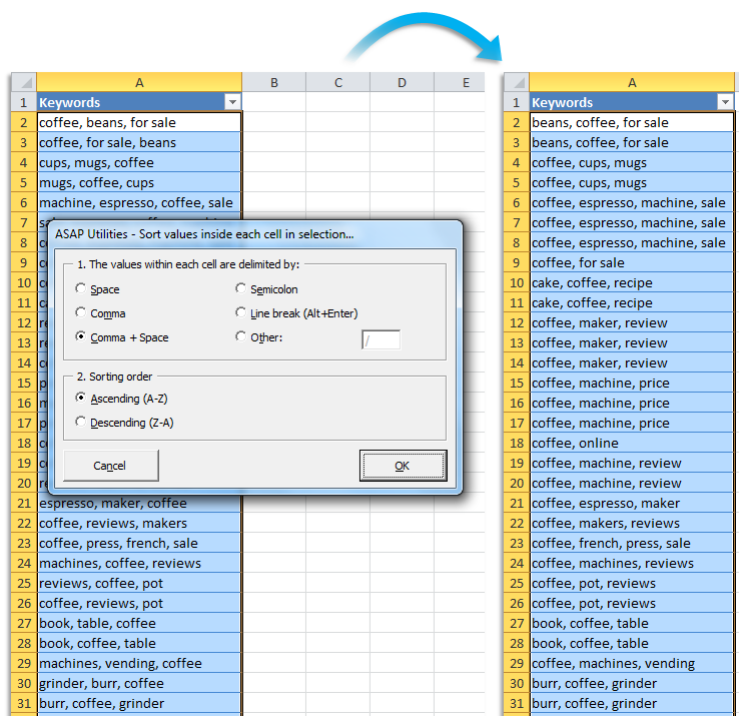 A B C D E
1 Keywords
2 coffee, beans, for sale
3 coffee, for sale, beans
4 cups, mugs, coffee
5 mugs, coffee, cups
6 machine, espresso, coffee, sale
7
8
9
10
11
12
13
14
15
16
17
18
19
20
21 espresso, maker, coffee
22 coffee, reviews, makers
23 coffee, press, french, sale
24 machines, coffee, reviews
25 reviews, coffee, pot
26 coffee, reviews, pot
27 book, table, coffee
28 book, coffee, table
29 machines, vending, coffee
30 grinder, burr, coffee
31 burr, coffee, grinder
ASAP Utilities - Sort values inside each cell in selection...
1. The values within each cell are delimited by:
Space
Semicolon
Comma
Line break (Alt+Enter)
Comma + Space
Other:
/
2. Sorting order
Ascending (A-Z)
Descending (Z-A)
Cancel
OK
A
1 Keywords
2 beans, coffee, for sale
3 beans, coffee, for sale
4 coffee, cups, mugs
5 coffee, cups, mugs
6 coffee, espresso, machine, sale
7 coffee, espresso, machine, sale
8 coffee, espresso, machine, sale
9 coffee, for sale
10 cake, coffee, recipe
11 cake, coffee, recipe
12 coffee, maker, review
13 coffee, maker, review
14 coffee, maker, review
15 coffee, machine, price
16 coffee, machine, price
17 coffee, machine, price
18 coffee, online
19 coffee, machine, review
20 coffee, machine, review
21 coffee, espresso, maker
22 coffee, makers, reviews
23 coffee, french, press, sale
24 coffee, machines, reviews
25 coffee, pot, reviews
26 coffee, pot, reviews
27 book, coffee, table
28 book, coffee, table
29 coffee, machines, vending
30 burr, coffee, grinder
31 burr, coffee, grinder